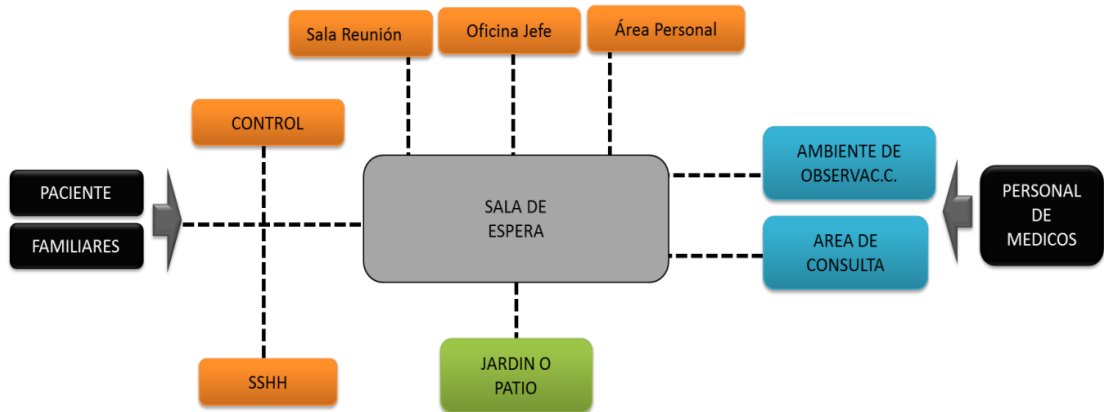 Sala Reunión
Oficina Jefe
Área Personal
CONTROL
PACIENTE
FAMILIARES
SALA DE
ESPERA
AMBIENTE DE
OBSERVAC.C.
AREA DE
CONSULTA
PERSONAL
DE
MEDICOS
SSHH
JARDIN O
PATIO